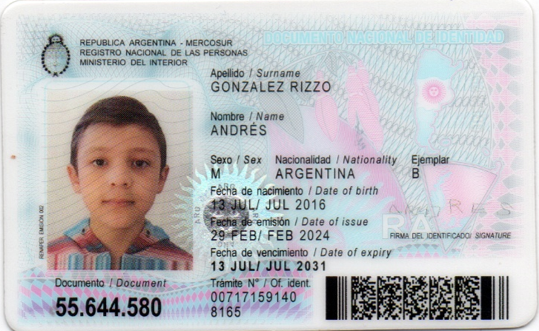 REPUBLICA ARGENTINA - MERCOSUR
REGISTRO NACIONAL DE LAS PERSONAS
MINISTERIO DEL INTERIOR
DOCUMENTO NACIONAL DE IDENTIDAD
Apellido / Surname
GONZALEZ RIZZO
Nombre / Name
ANDRÉS
Sexo / Sex Nacionalidad / Nationality Ejemplar
M ARGENTINA B
Fecha de nacimiento / Date of birth
13 JUL/ JUL 2016
Fecha de emisión / Date of issue
29 FEB/ FEB 2024
ANDRES
FIRMA DEL IDENTIFICADO/ SIGNATURE
Fecha de vencimiento / Date of expiry
13 JUL/ JUL 2031
Documento / Document
55.644.580
Trámite N° / Of. ident.
00717159140
8165